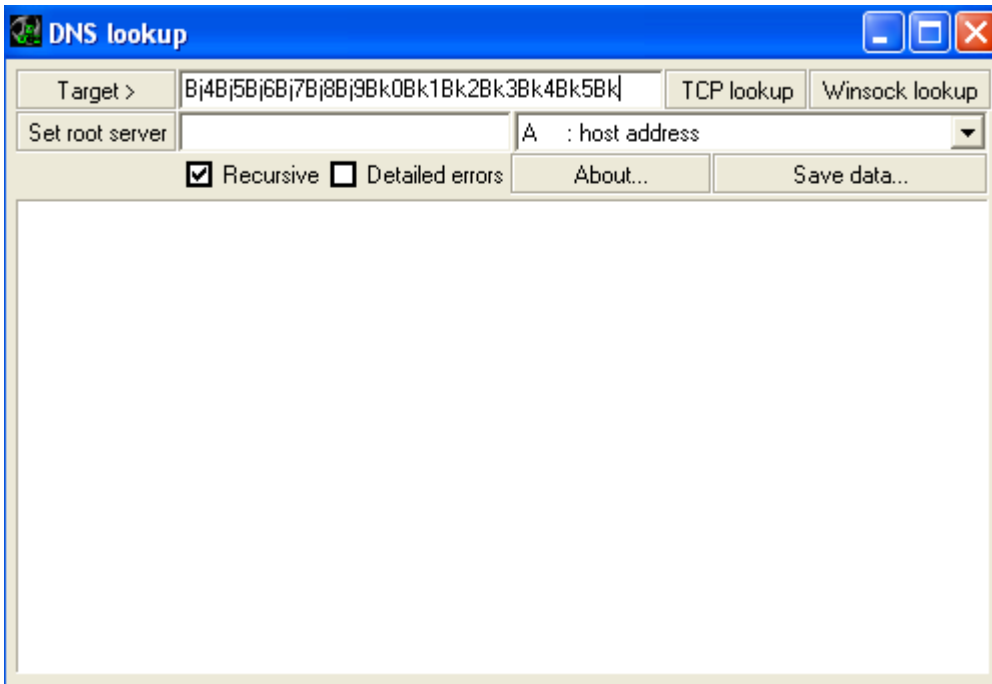 DNS lookup
Target > Bj4Bj5Bj6Bj7Bj8Bj9Bk0Bk1Bk2Bk3Bk4Bk5Bk TCP lookup Winsock lookup
Set root server A : host address
Recursive Detailed errors About... Save data...